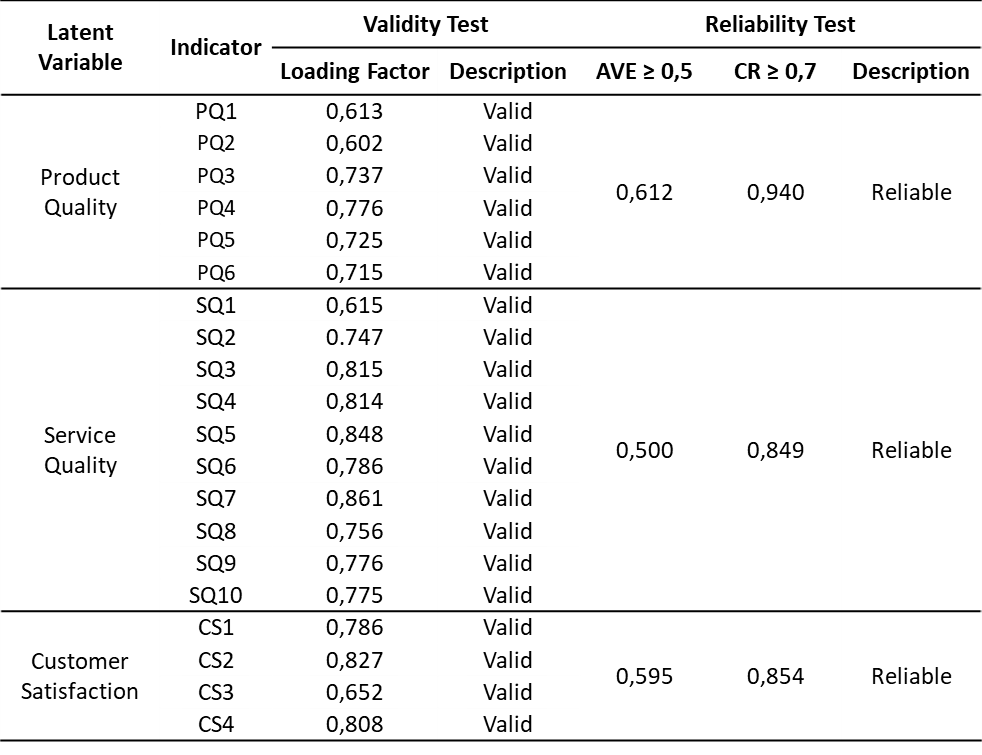 Latent Variable Indicator Validity Test Reliability Test
Loading Factor Description AVE ≥ 0,5 CR ≥ 0,7 Description
Product Quality PQ1 0,613 Valid 0,612 0,940 Reliable
PQ2 0,602 Valid
PQ3 0,737 Valid
PQ4 0,776 Valid
PQ5 0,725 Valid
PQ6 0,715 Valid
Service Quality SQ1 0,615 Valid 0,500 0,849 Reliable
SQ2 0.747 Valid
SQ3 0,815 Valid
SQ4 0,814 Valid
SQ5 0,848 Valid
SQ6 0,786 Valid
SQ7 0,861 Valid
SQ8 0,756 Valid
SQ9 0,776 Valid
SQ10 0,775 Valid
Customer Satisfaction CS1 0,786 Valid 0,595 0,854 Reliable
CS2 0,827 Valid
CS3 0,652 Valid
CS4 0,808 Valid